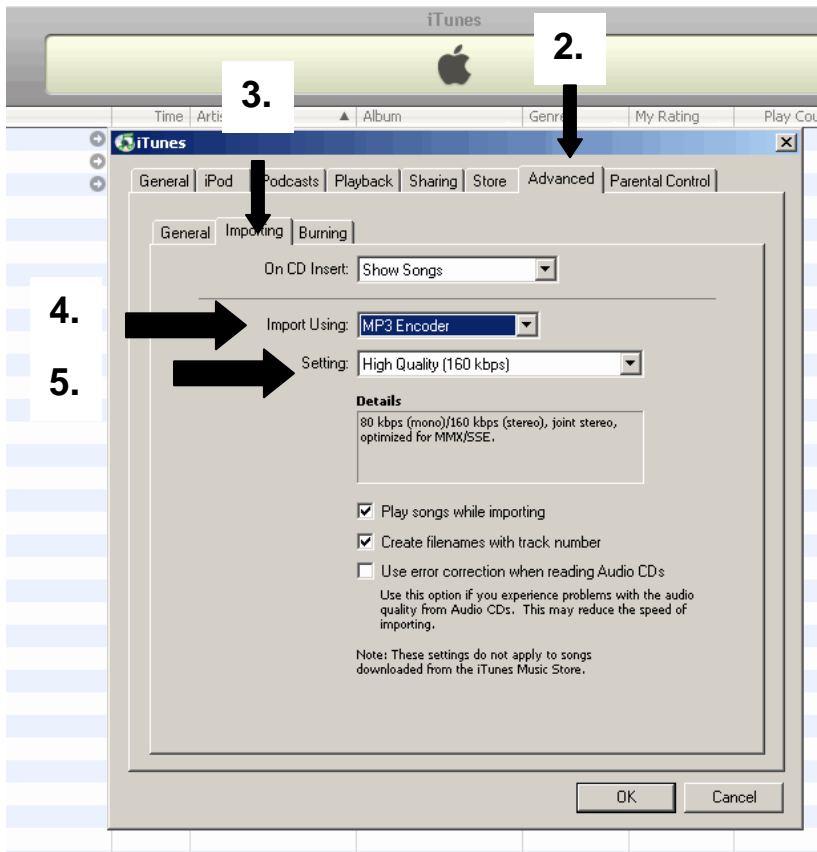 iTunes
2.
3.
Time Artis Album Genre My Rating Play Cou
iTunes
General iPod Podcasts Playback Sharing Store Advanced Parental Control
General Importing Burning
On CD Insert: Show Songs
4.
Import Using: MP3 Encoder
Setting: High Quality (160 kbps)
5.
Details
80 kbps (mono)/160 kbps (stereo), joint stereo,
optimized for MMX/SSE.
Play songs while importing
Create filenames with track number
Use error correction when reading Audio CDs
Use this option if you experience problems with the audio
quality from Audio CDs. This may reduce the speed of
importing.
Note: These settings do not apply to songs
downloaded from the iTunes Music Store.
OK Cancel